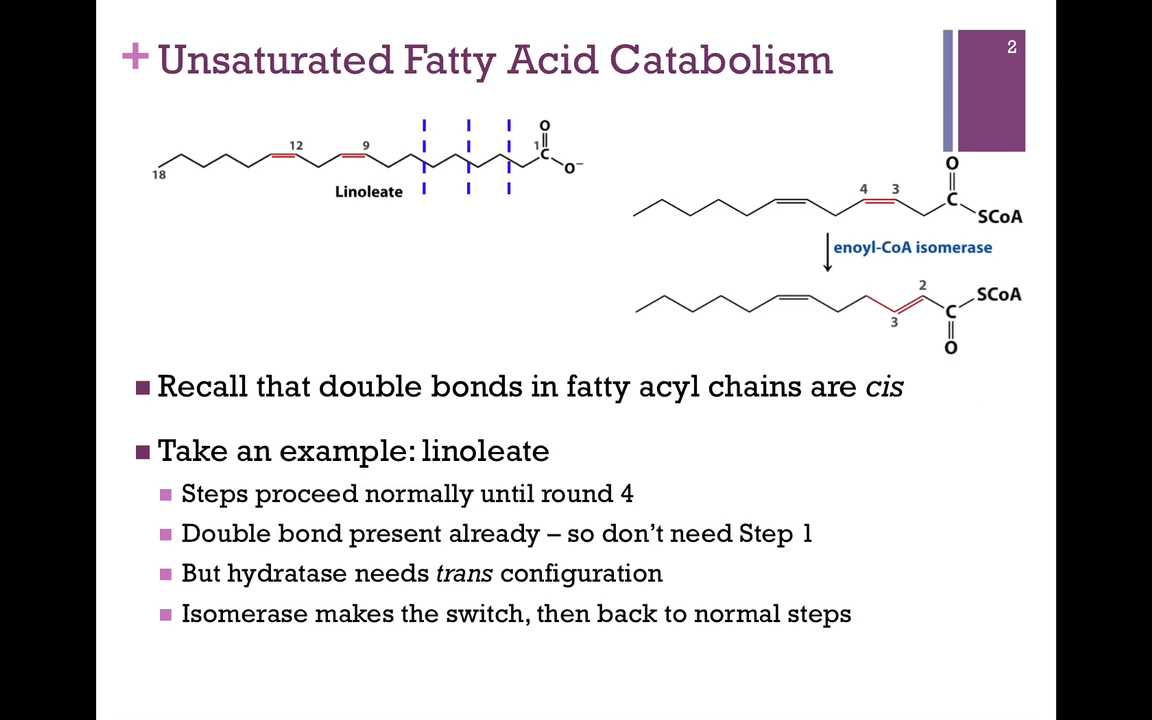 + Unsaturated Fatty Acid Catabolism
2
18
12
9
1
O
C
O⁻
Linoleate
4
3
O
C
SCoA
enoyl-CoA isomerase
2
3
SCoA
C
O
Recall that double bonds in fatty acyl chains are cis
Take an example: linoleate
Steps proceed normally until round 4
Double bond present already – so don’t need Step 1
But hydratase needs trans configuration
Isomerase makes the switch, then back to normal steps